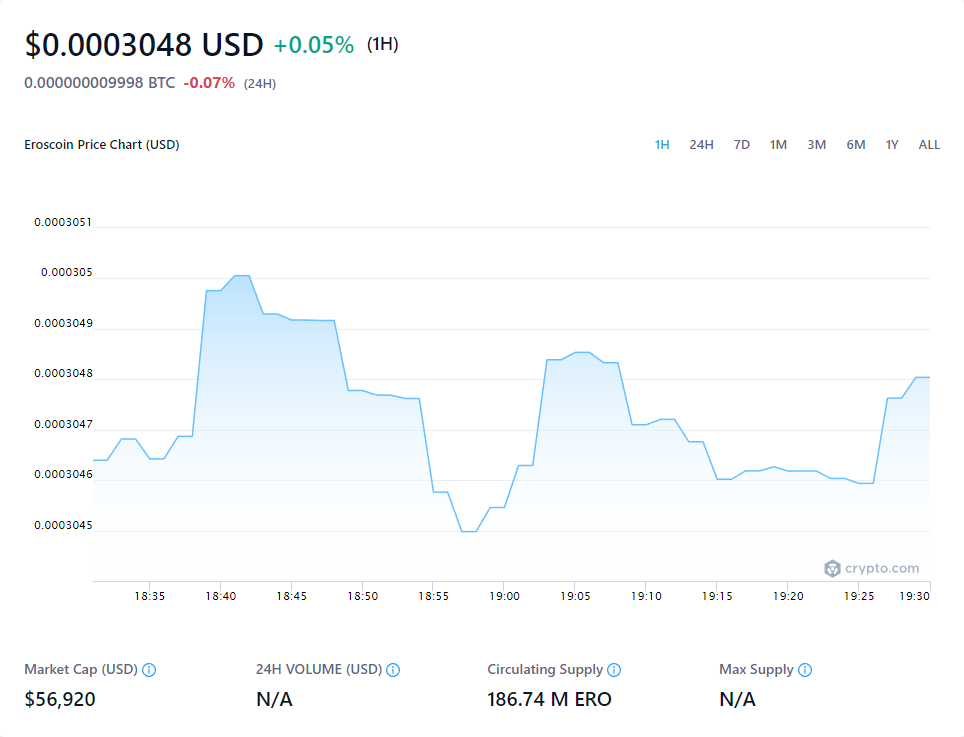 $0.0003048 USD +0.05% (1H)
0.000000009998 BTC -0.07% (24H)
Eroscoin Price Chart (USD) 1H 24H 7D 1M 3M 6M 1Y ALL
0.0003051
0.000305
0.0003049
0.0003048
0.0003047
0.0003046
0.0003045
crypto.com
18:35 18:40 18:45 18:50 18:55 19:00 19:05 19:10 19:15 19:20 19:25 19:30
Market Cap (USD) 24H VOLUME (USD) Circulating Supply Max Supply
$56,920 N/A 186.74 M ERO N/A